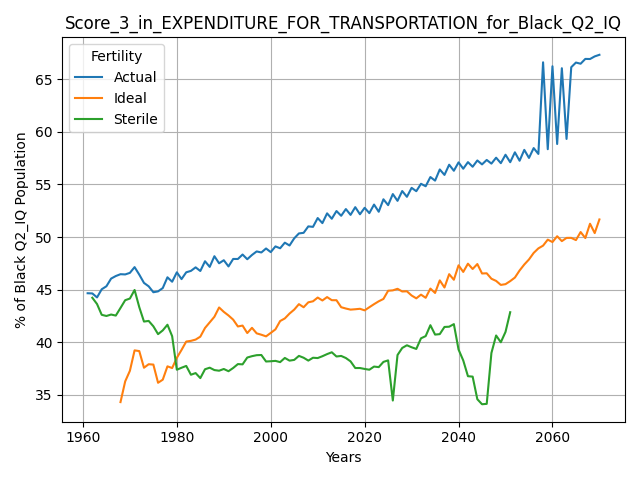 Score_3_in_EXPENDITURE_FOR_TRANSPORTATION_for_Black_Q2_IQ
Fertility
Actual
Ideal
Sterile
% of Black Q2_IQ Population
65
60
55
50
45
40
35
1960
1980
2000
2020
2040
2060
Years